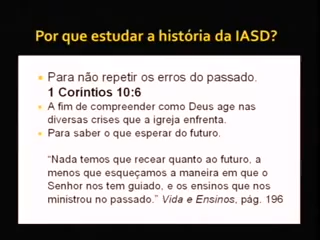 Por que estudar a história da IASD?
Para não repetir os erros do passado.
1 Coríntios 10:6
A fim de compreender como Deus age nas
diversas crises que a igreja enfrenta.
Para saber o que esperar do futuro.
“Nada temos que recear quanto ao futuro, a
menos que esqueçamos a maneira em que o
Senhor nos tem guiado, e os ensinos que nos
ministrou no passado.” Vida e Ensinos, pág. 196